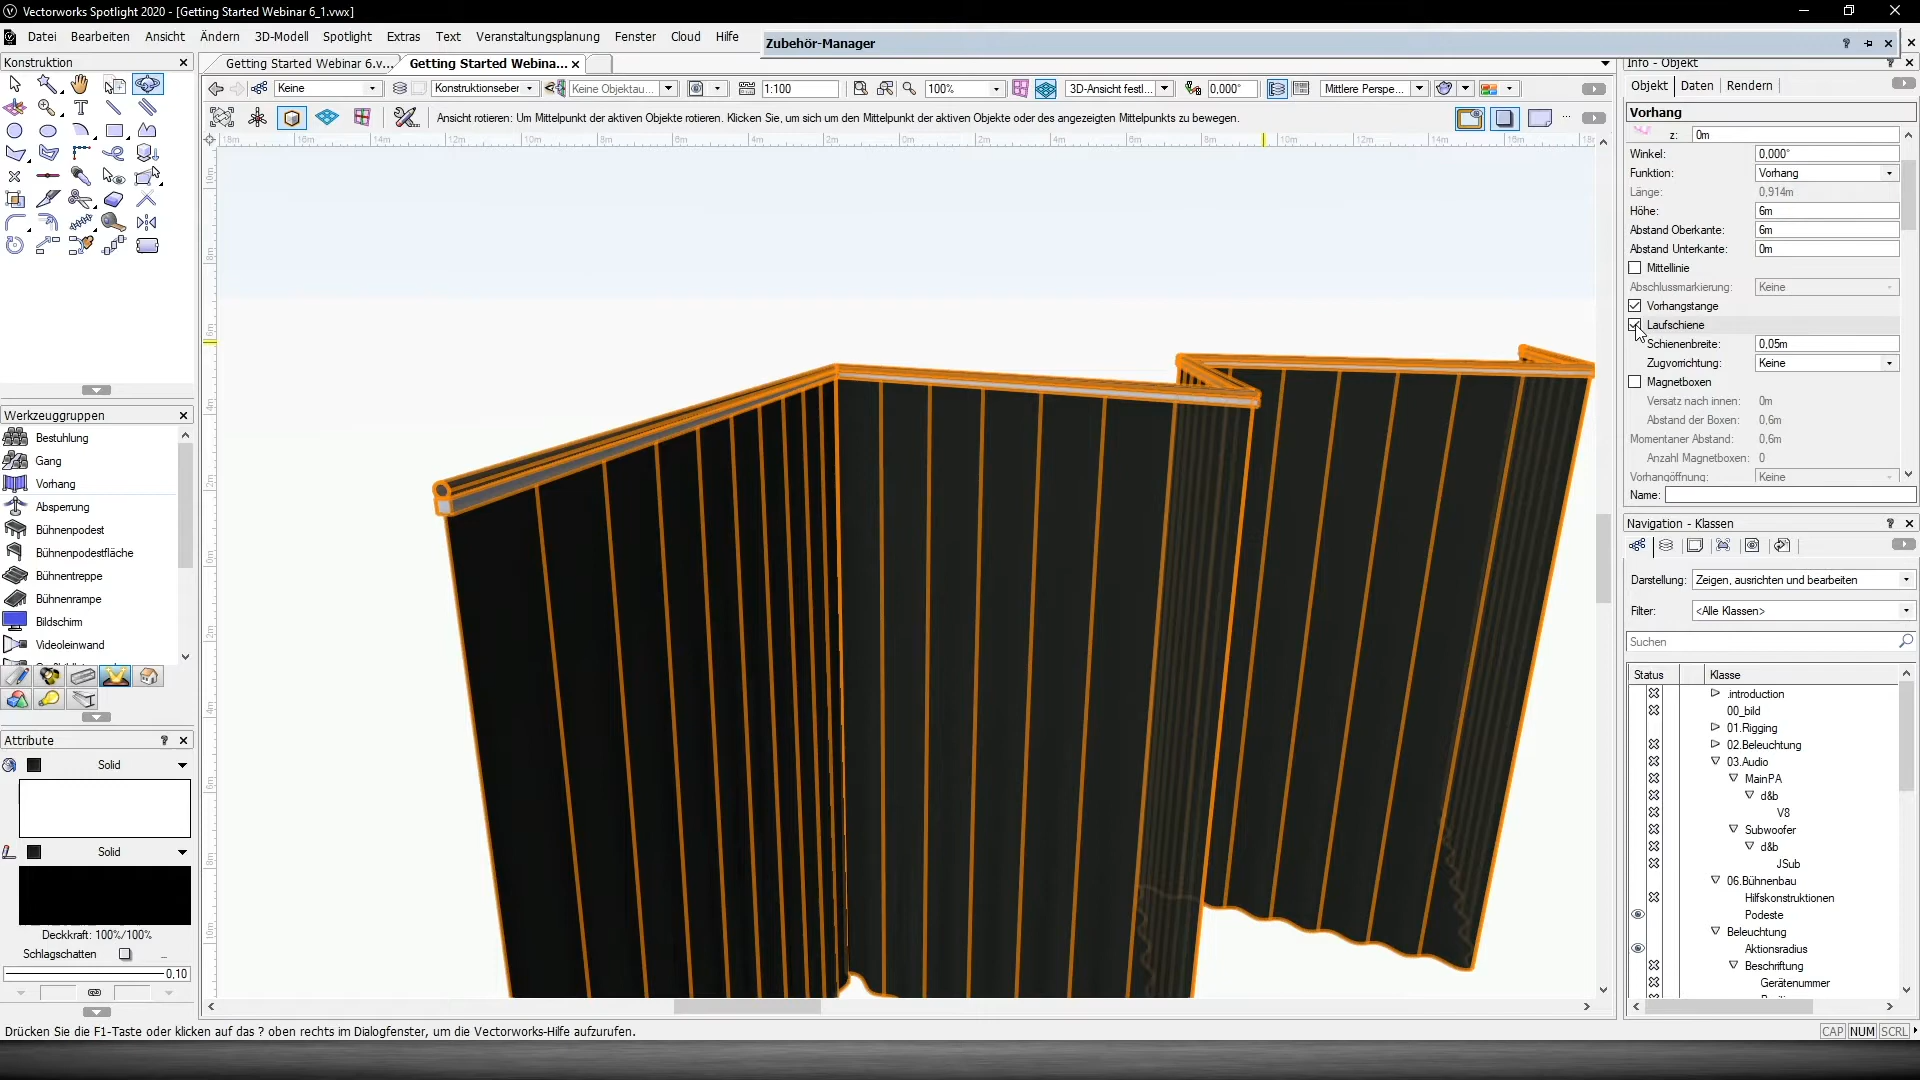 Vectorworks Spotlight 2020 - [Getting Started Webinar 6_1.vwx]
Datei Bearbeiten Ansicht Ändern 3D-Modell Spotlight Extras Text Veranstaltungsplanung Fenster Cloud Hilfe
Zubehör-Manager
Konstruktion
Getting Started Webinar 6.v...
Getting Started Webina...
Keine
Konstruktionseber
Keine Objektau...
1:100
100%
3D-Ansicht festl...
0,000°
Mittlere Perspe...
Ansicht rotieren: Um Mittelpunkt der aktiven Objekte rotieren. Klicken Sie, um sich um den Mittelpunkt der aktiven Objekte oder des angezeigten Mittelpunkts zu bewegen.
Info - Objekt
Objekt Daten Rendern
Vorhang
z: 0m
Winkel: 0,000°
Funktion: Vorhang
Länge: 0,914m
Höhe: 6m
Abstand Oberkante: 6m
Abstand Unterkante: 0m
Mittellinie
Abschlussmarkierung: Keine
Vorhangstange
Laufschiene
Schienenbreite: 0,05m
Zugvorrichtung: Keine
Magnetboxen
Versatz nach innen: 0m
Abstand der Boxen: 0,6m
Momentaner Abstand: 0,6m
Anzahl Magnetboxen: 0
Vorhangöffnung: Keine
Name:
Werkzeuggruppen
Bestuhlung
Gang
Vorhang
Absperrung
Bühnenpodest
Bühnenpodestfläche
Bühnentreppe
Bühnenrampe
Bildschirm
Videoleinwand
Attribute
Solid
Solid
Deckkraft: 100%/100%
Schlagschatten
0,10
Navigation - Klassen
Darstellung: Zeigen, ausrichten und bearbeiten
Filter: <Alle Klassen>
Suchen
Status Klasse
.introduction
00_bild
01.Rigging
02.Beleuchtung
03.Audio
MainPA
d&b
V8
Subwoofer
d&b
JSub
06.Bühnenbau
Hilfskonstruktionen
Podeste
Beleuchtung
Aktionsradius
Beschriftung
Gerätenummer
Drücken Sie die F1-Taste oder klicken auf das ? oben rechts im Dialogfenster, um die Vectorworks-Hilfe aufzurufen.
CAP NUM SCRL